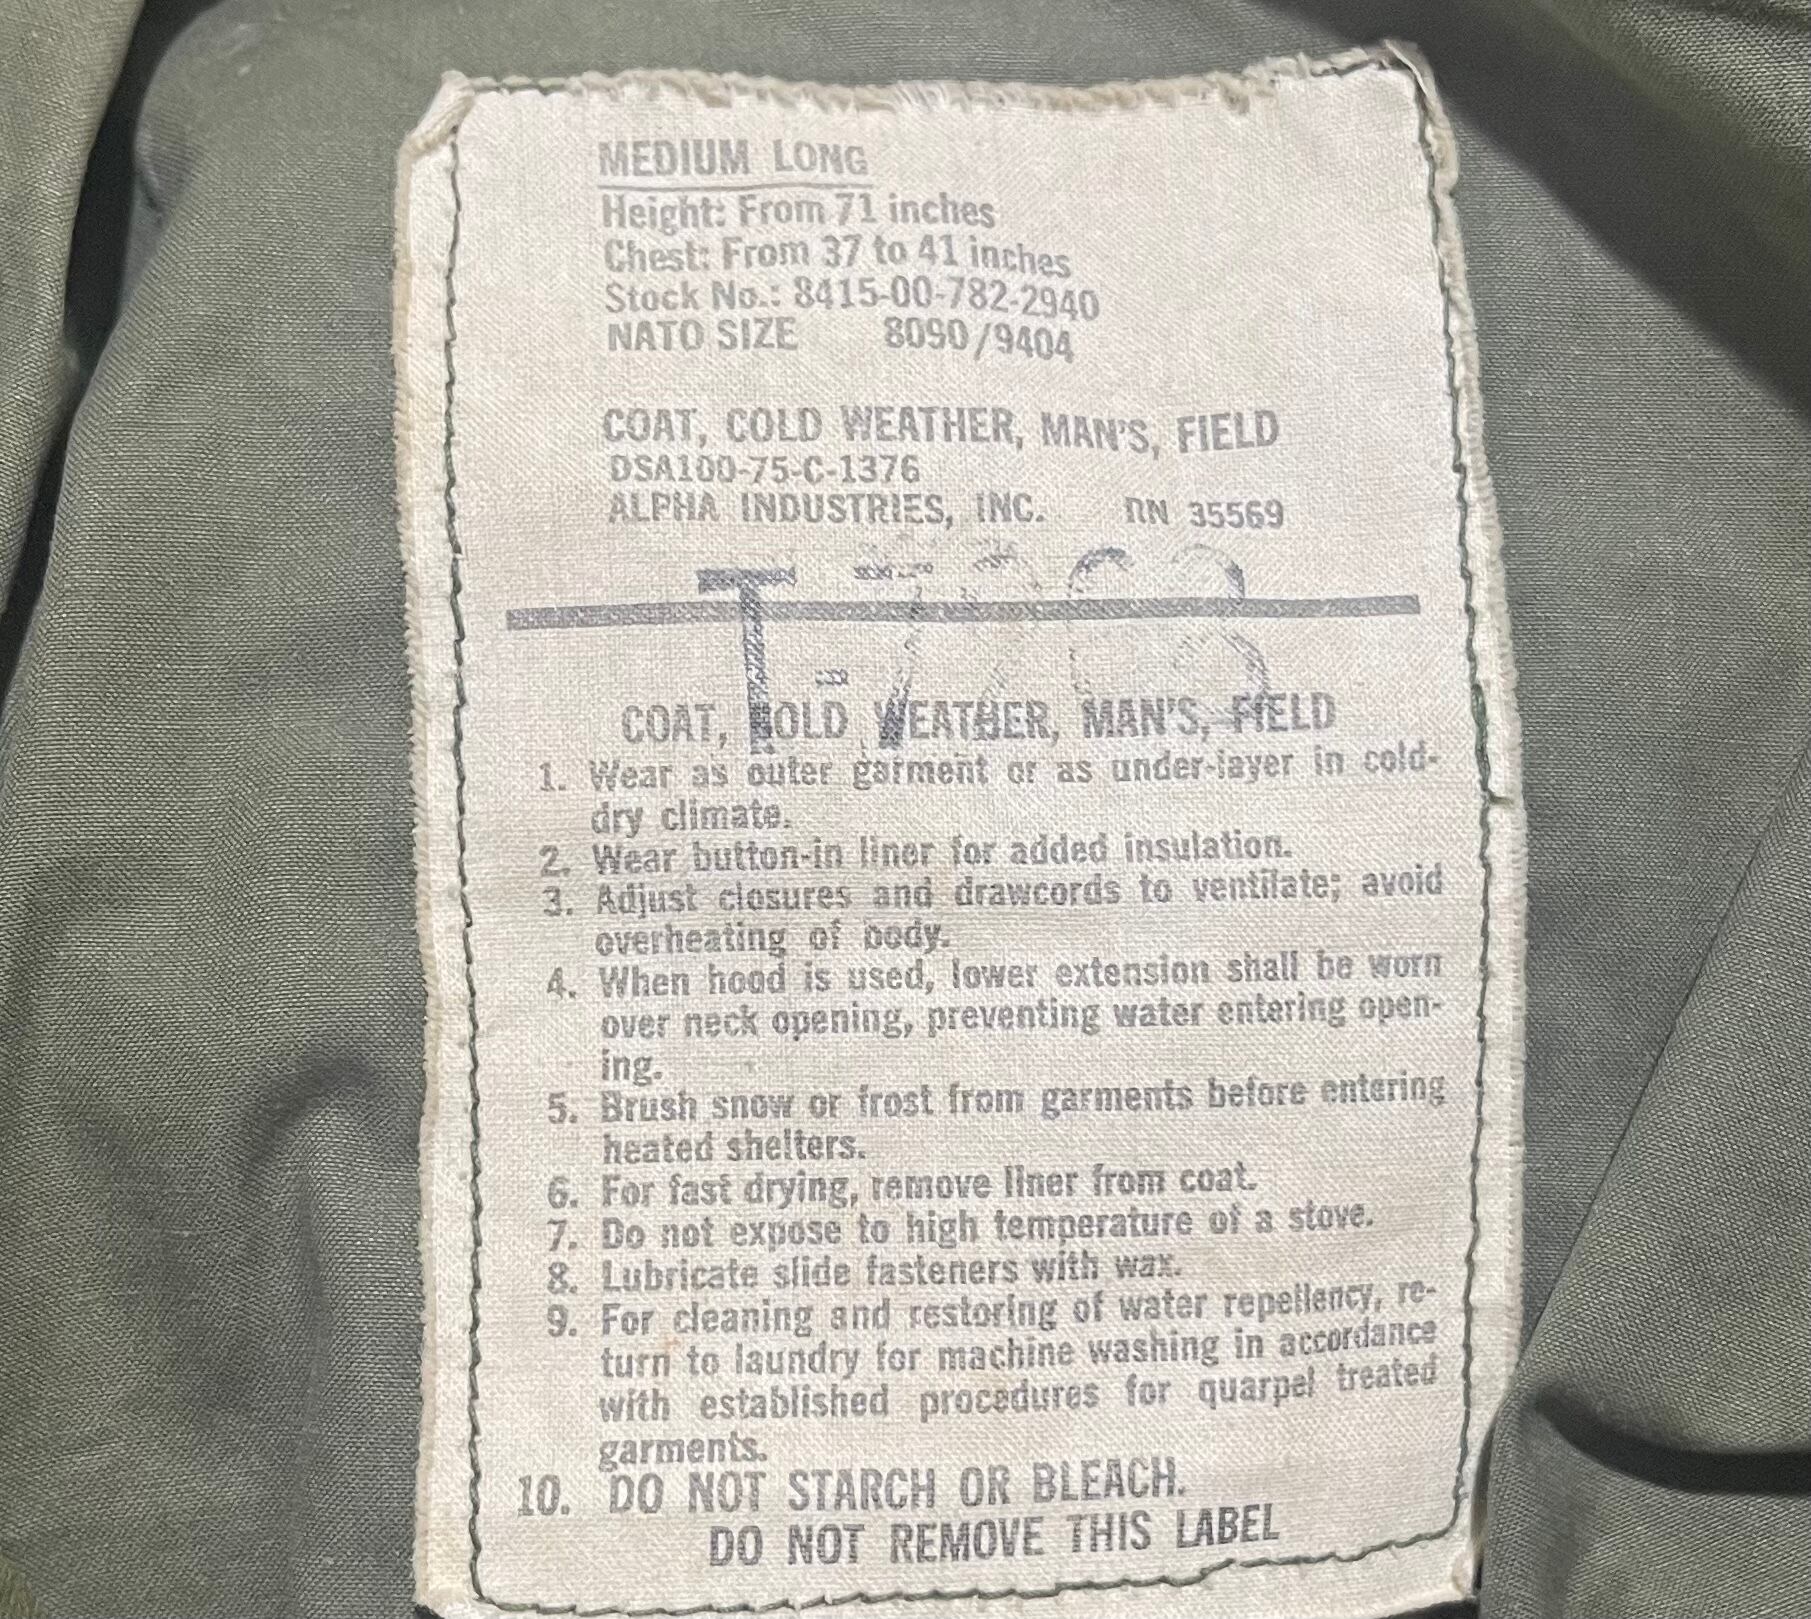 MEDIUM LONG
Height: From 71 inches
Chest: From 37 to 41 inches
Stock No.: 8415-00-782-2940
NATO SIZE 8090/9404
COAT, COLD WEATHER, MAN'S, FIELD
DSA100-75-C-1376
ALPHA INDUSTRIES, INC. RN 35569
COAT, COLD WEATHER, MAN'S, FIELD
1. Wear as outer garment or as under-layer in cold-
dry climate.
2. Wear button-in liner for added insulation.
3. Adjust closures and drawcords to ventilate; avoid
overheating of body.
4. When hood is used, lower extension shall be worn
over neck opening, preventing water entering open-
ing.
5. Brush snow or frost from garments before entering
heated shelters.
6. For fast drying, remove liner from coat.
7. Do not expose to high temperature of a stove.
8. Lubricate slide fasteners with wax.
9. For cleaning and restoring of water repellency, re-
turn to laundry for machine washing in accordance
with established procedures for quarpel treated
garments.
10. DO NOT STARCH OR BLEACH.
DO NOT REMOVE THIS LABEL